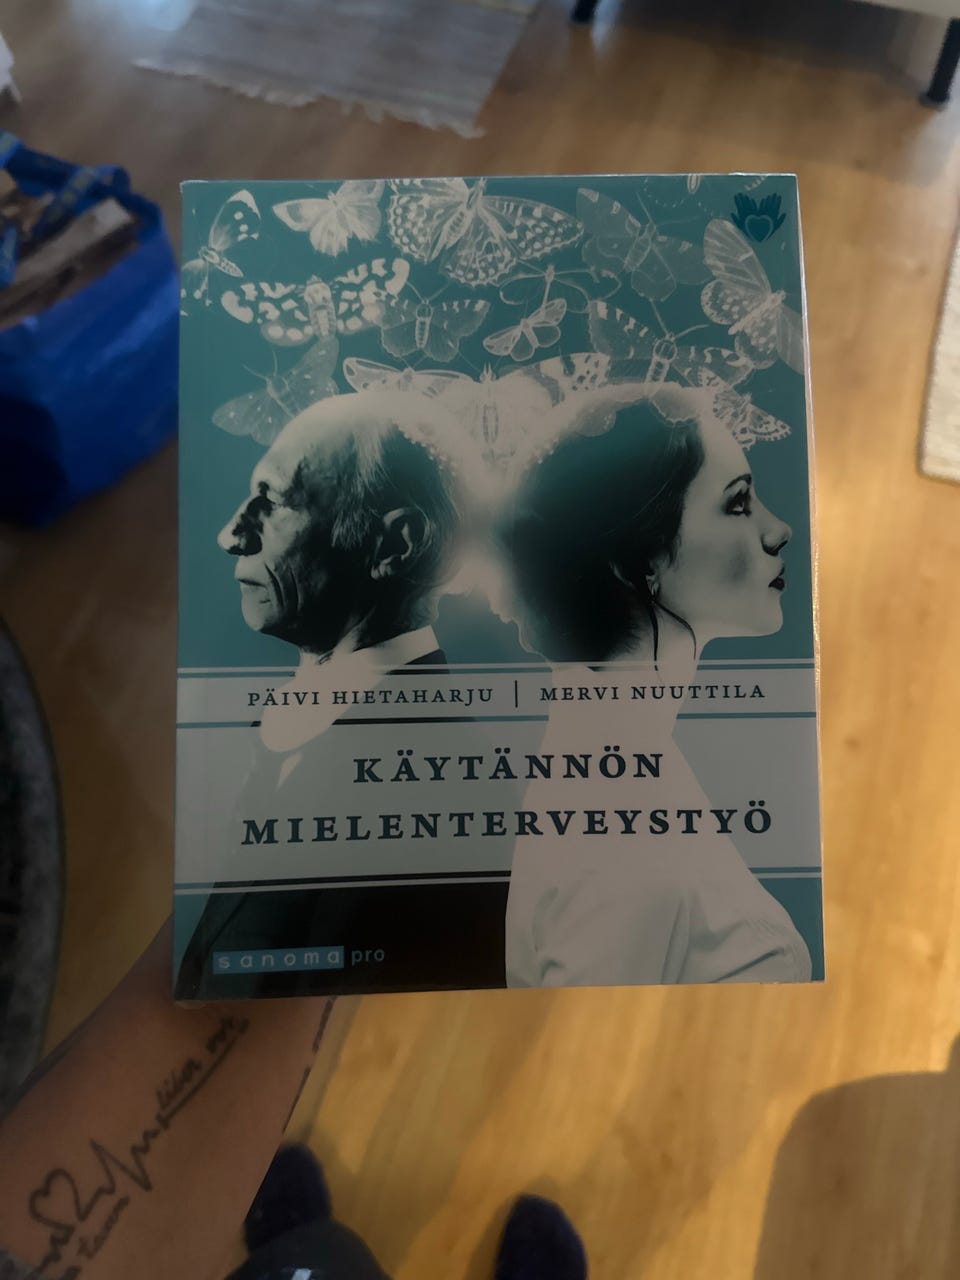 PÄIVI HIETAHARJU | MERVI NUUTTILA
KÄYTÄNNÖN
MIELENTERVEYSTYÖ
sanoma pro